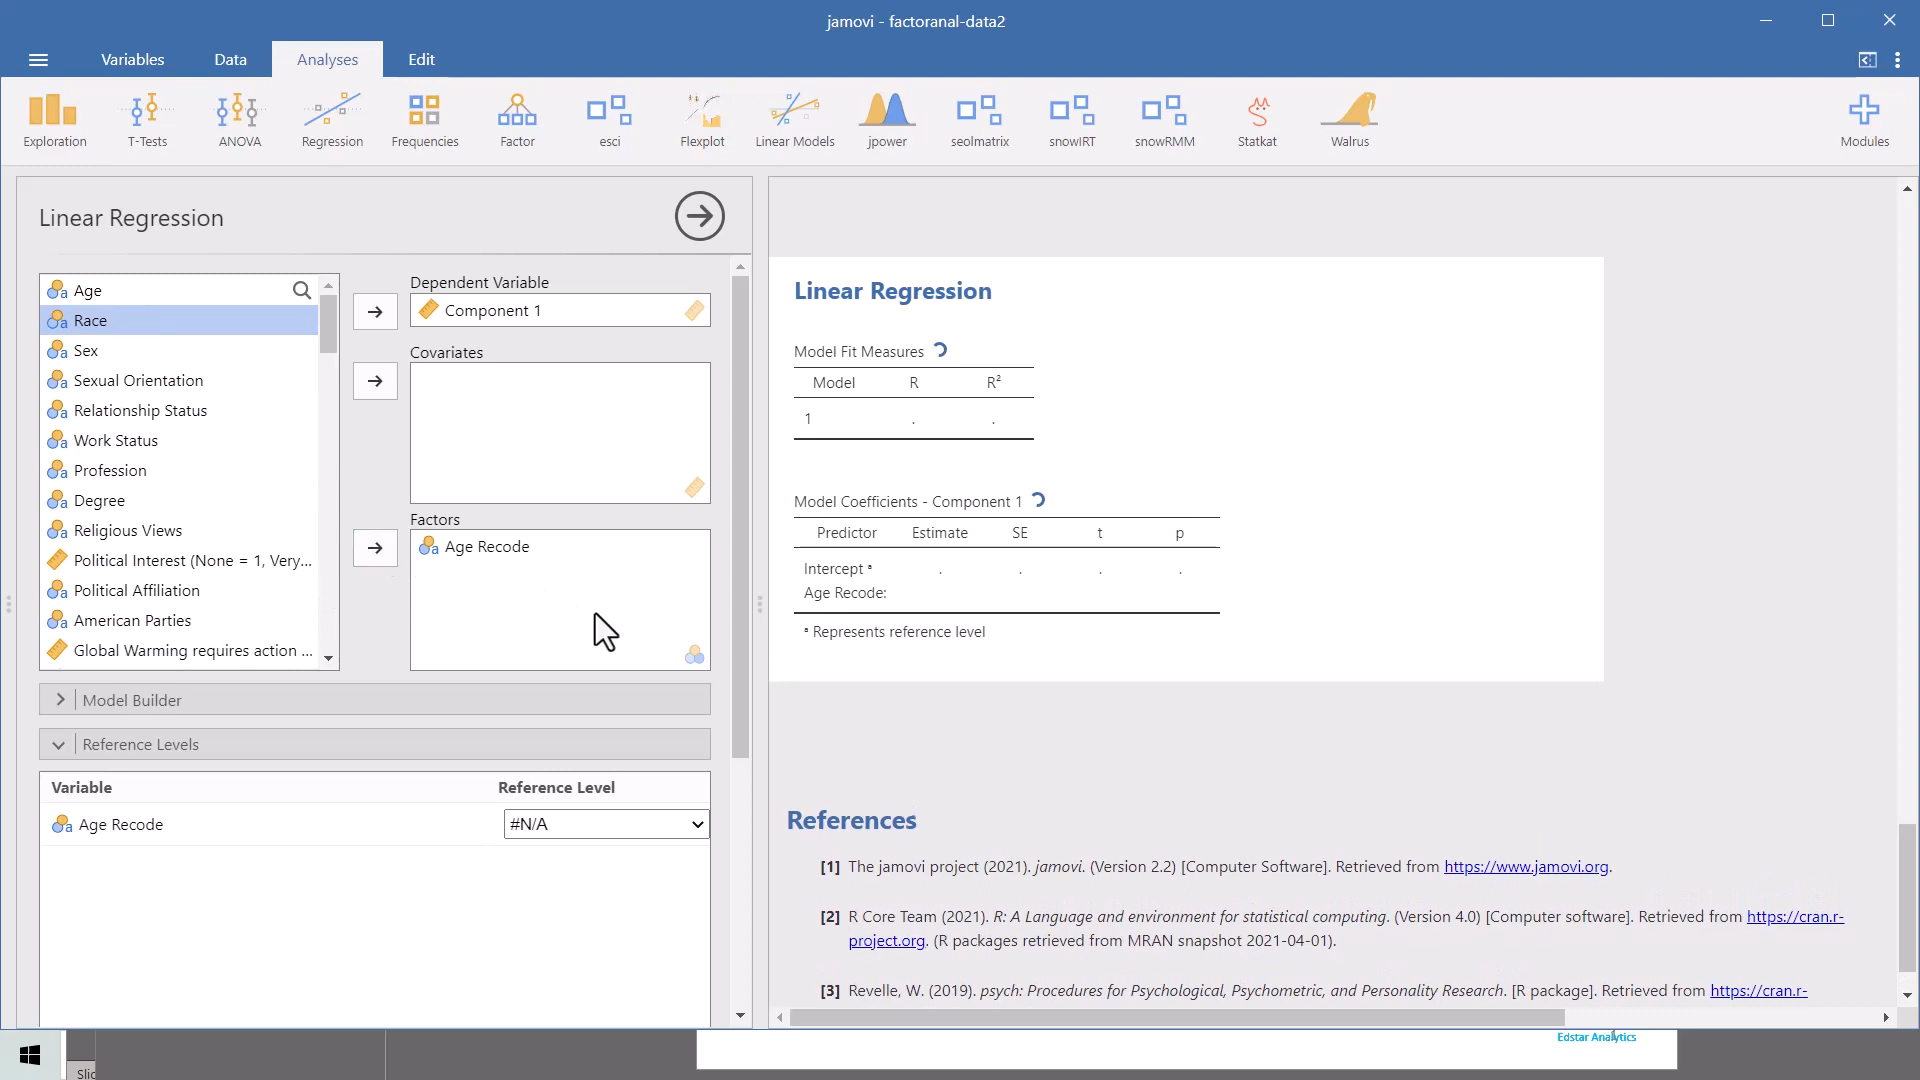 jamovi - factoranal-data2
Variables Data Analyses Edit
Exploration T-Tests ANOVA Regression Frequencies Factor esci Flexplot Linear Models jpower seolmatrix snowIRT snowRMM Statkat Walrus Modules
Linear Regression
Age
Race
Sex
Sexual Orientation
Relationship Status
Work Status
Profession
Degree
Religious Views
Political Interest (None = 1, Very...
Political Affiliation
American Parties
Global Warming requires action ...
Dependent Variable
Component 1
Covariates
Factors
Age Recode
Model Builder
Reference Levels
Variable Reference Level
Age Recode #N/A
Linear Regression
Model Fit Measures
Model R R²
1 . .
Model Coefficients - Component 1
Predictor Estimate SE t p
Intercept ᵃ . . . .
Age Recode:
ᵃ Represents reference level
References
[1] The jamovi project (2021). jamovi. (Version 2.2) [Computer Software]. Retrieved from https://www.jamovi.org.
[2] R Core Team (2021). R: A Language and environment for statistical computing. (Version 4.0) [Computer software]. Retrieved from https://cran.r-
project.org. (R packages retrieved from MRAN snapshot 2021-04-01).
[3] Revelle, W. (2019). psych: Procedures for Psychological, Psychometric, and Personality Research. [R package]. Retrieved from https://cran.r-
Edstar Analytics
Slic